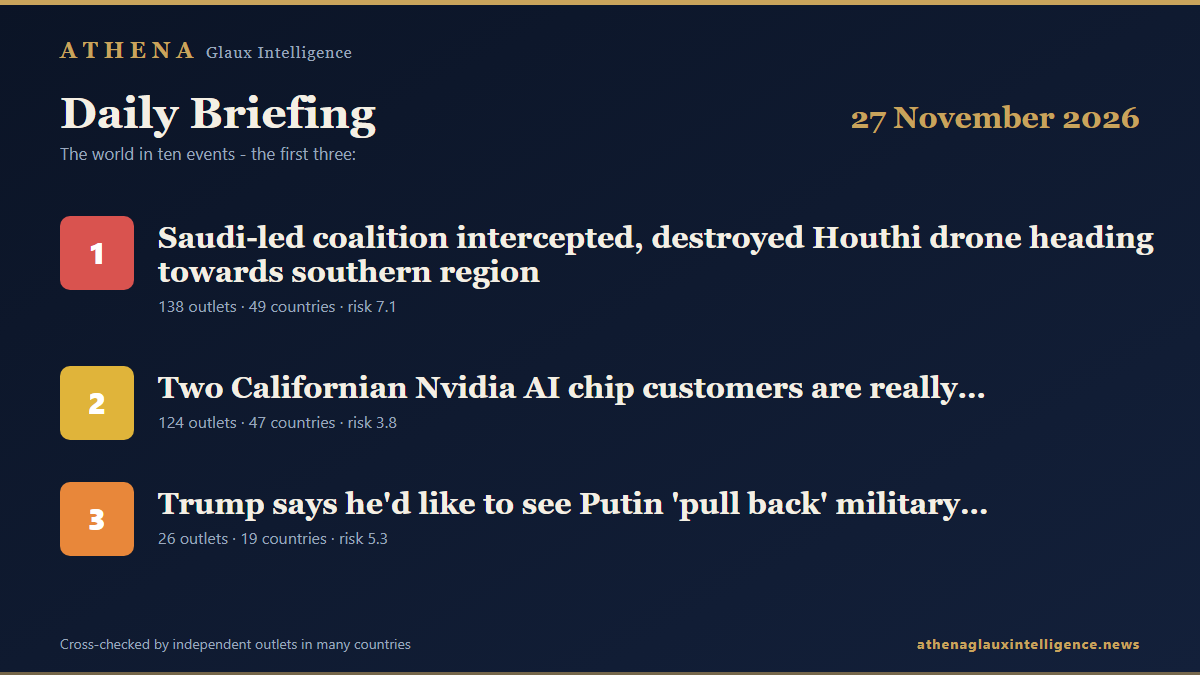 ATHENA Glaux Intelligence
Daily Briefing
27 November 2026
The world in ten events - the first three:
1
Saudi-led coalition intercepted, destroyed Houthi drone heading
towards southern region
138 outlets · 49 countries · risk 7.1
2
Two Californian Nvidia AI chip customers are really...
124 outlets · 47 countries · risk 3.8
3
Trump says he'd like to see Putin 'pull back' military...
26 outlets · 19 countries · risk 5.3
Cross-checked by independent outlets in many countries
athenaglauxintelligence.news